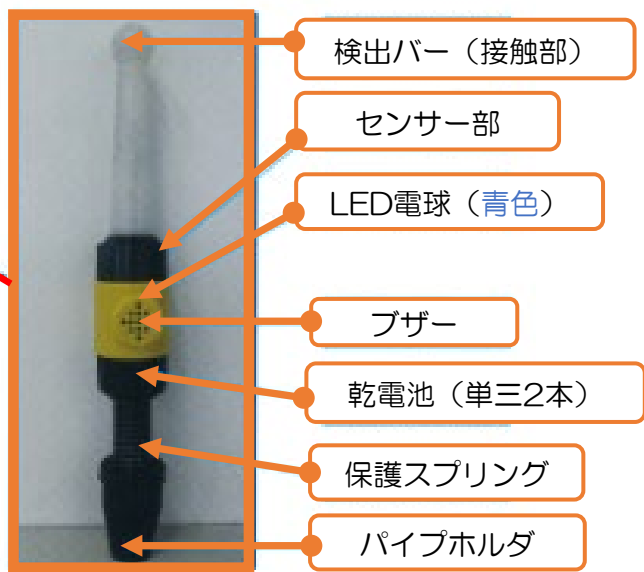 検出バー（接触部）
センサー部
LED電球（青色）
ブザー
乾電池（単三2本）
保護スプリング
パイプホルダ